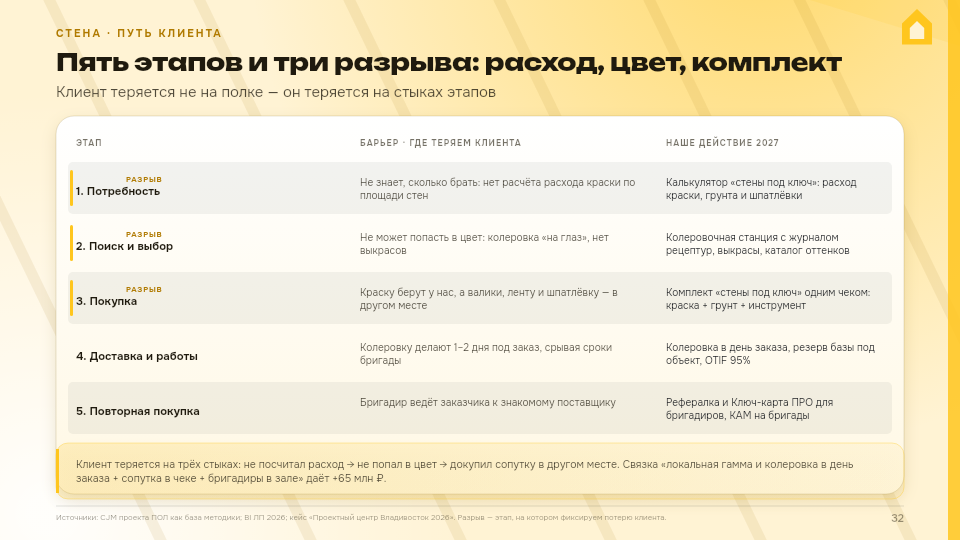 СТЕНА · ПУТЬ КЛИЕНТА
Пять этапов и три разрыва: расход, цвет, комплект
Клиент теряется не на полке — он теряется на стыках этапов
ЭТАП
БАРЬЕР · ГДЕ ТЕРЯЕМ КЛИЕНТА
НАШЕ ДЕЙСТВИЕ 2027
РАЗРЫВ
1. Потребность
Не знает, сколько брать: нет расчёта расхода краски по
площади стен
Калькулятор «стены под ключ»: расход
краски, грунта и шпатлёвки
РАЗРЫВ
2. Поиск и выбор
Не может попасть в цвет: колеровка «на глаз», нет
выкрасов
Колеровочная станция с журналом
рецептур, выкрасы, каталог оттенков
РАЗРЫВ
3. Покупка
Краску берут у нас, а валики, ленту и шпатлёвку — в
другом месте
Комплект «стены под ключ» одним чеком:
краска + грунт + инструмент
4. Доставка и работы
Колеровку делают 1–2 дня под заказ, срывая сроки
бригады
Колеровка в день заказа, резерв базы под
объект, OTIF 95%
5. Повторная покупка
Бригадир ведёт заказчика к знакомому поставщику
Рефералка и Ключ-карта ПРО для
бригадиров, КАМ на бригады
Клиент теряется на трёх стыках: не посчитал расход → не попал в цвет → докупил сопутку в другом месте. Связка «локальная гамма и колеровка в день
заказа + сопутка в чеке + бригадиры в зале» даёт +65 млн ₽.
Источники: CJM проекта ПОЛ как база методики; BI ЛП 2026; кейс «Проектный центр Владивосток 2026». Разрыв — этап, на котором фиксируем потерю клиента.
32